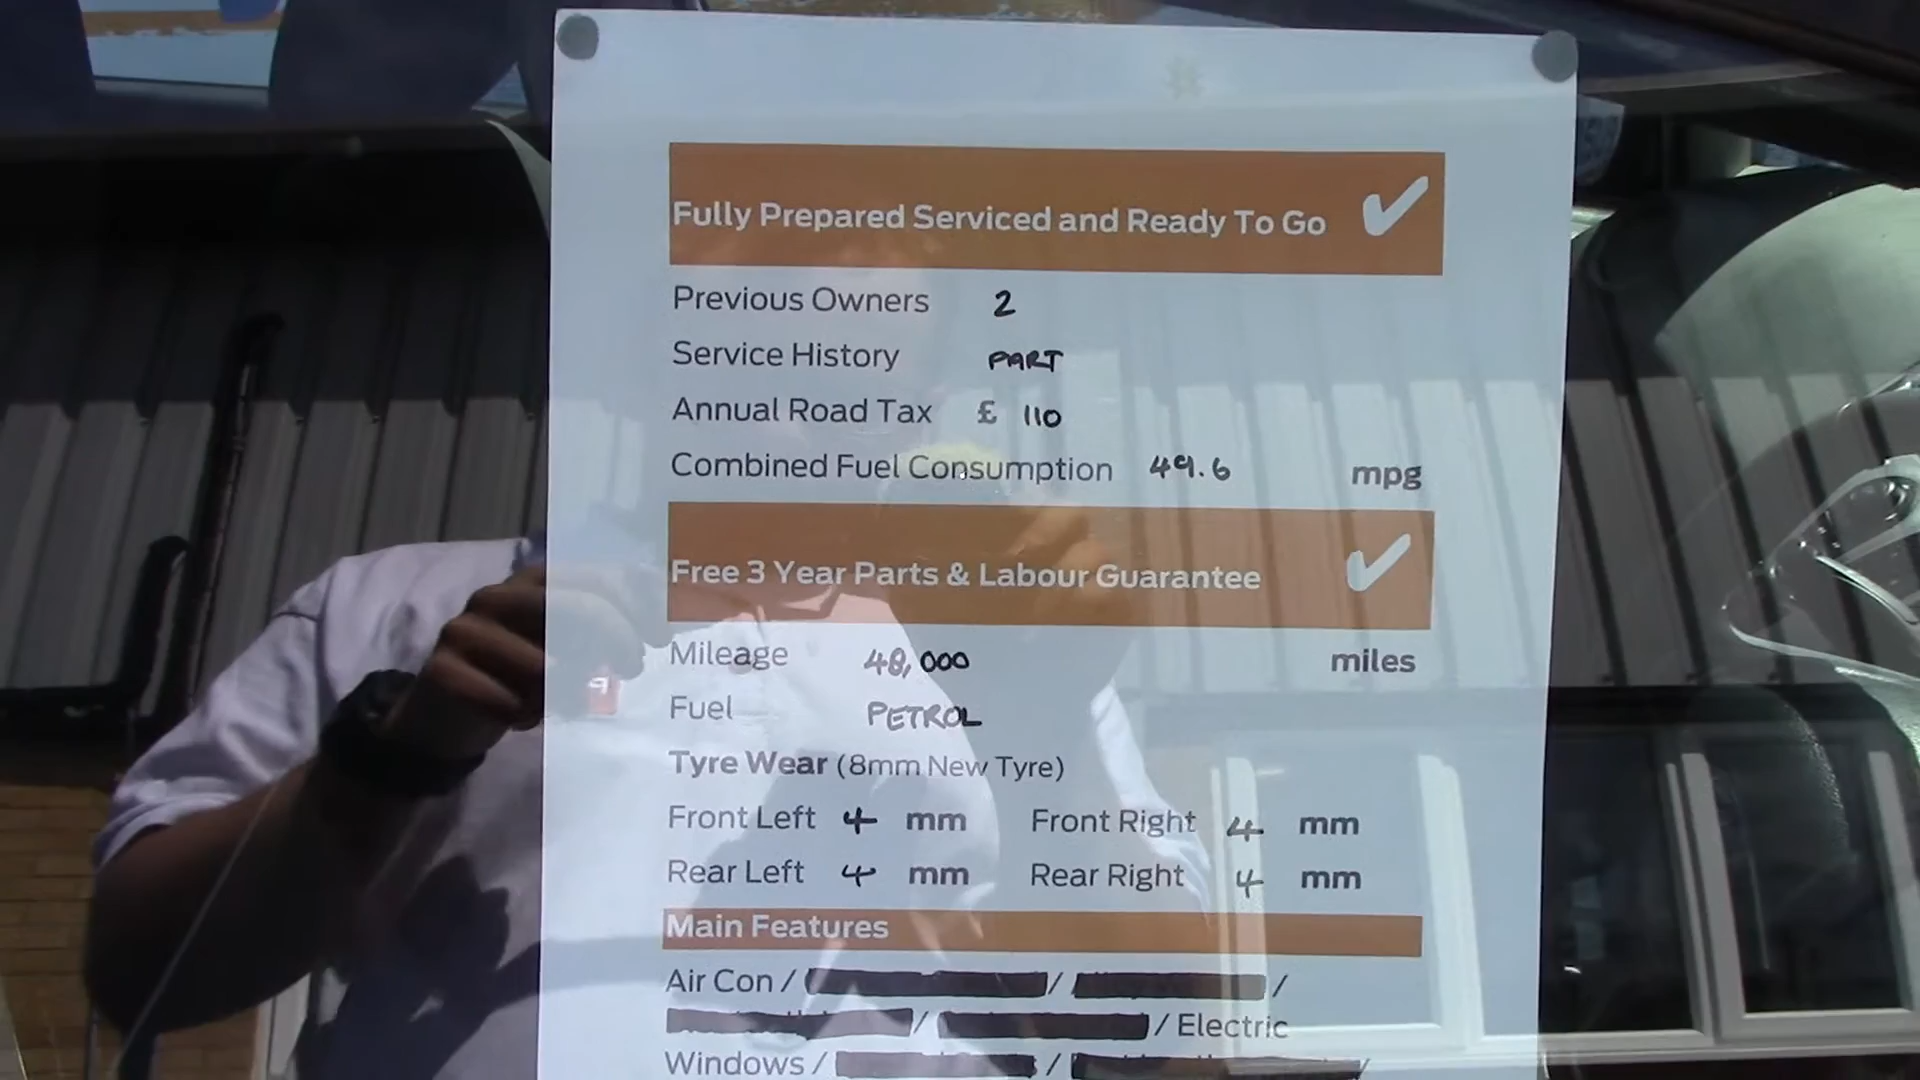 Fully Prepared Serviced and Ready To Go
Previous Owners 2
Service History PART
Annual Road Tax £ 110
Combined Fuel Consumption 49.6 mpg
Free 3 Year Parts & Labour Guarantee
Mileage 48,000 miles
Fuel PETROL
Tyre Wear (8mm New Tyre)
Front Left 4 mm Front Right 4 mm
Rear Left 4 mm Rear Right 4 mm
Main Features
Air Con / / /
/ / Electric
Windows / / /